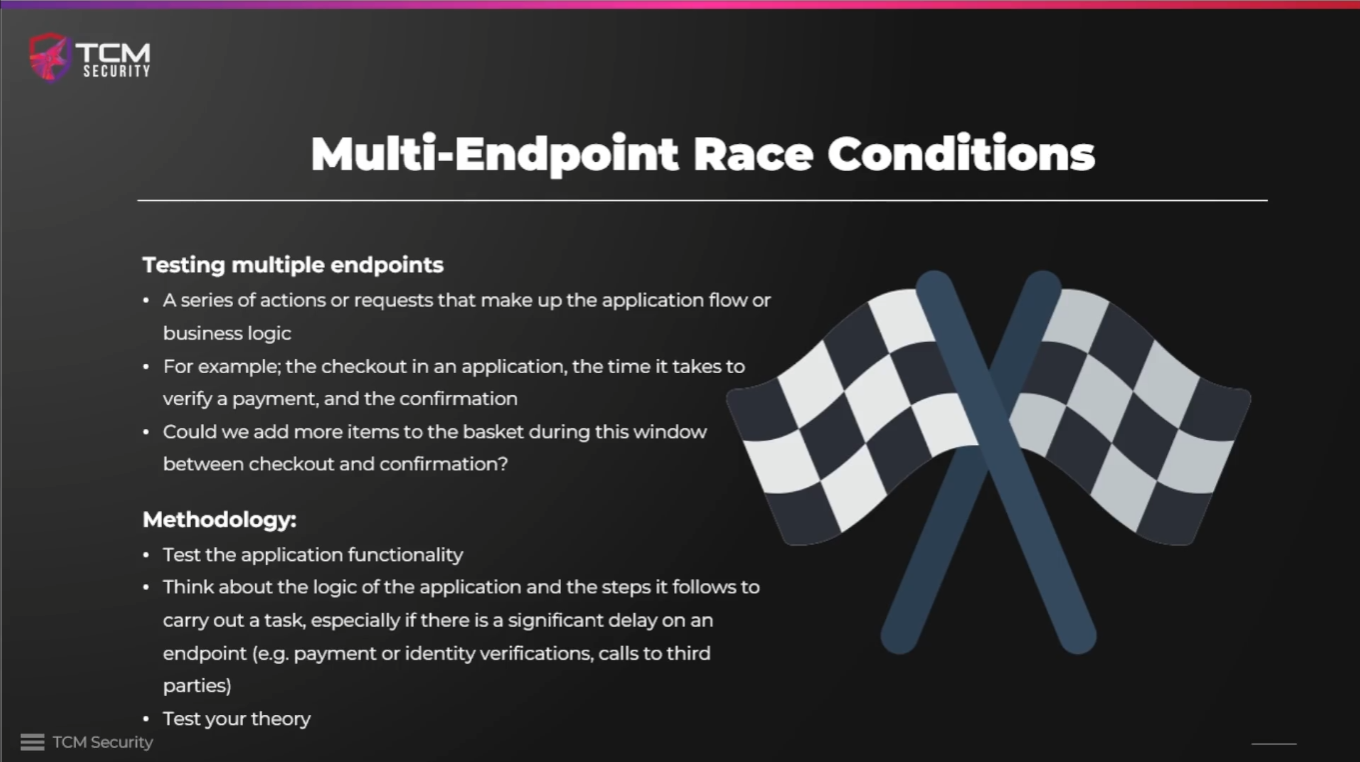 TCM
SECURITY
Multi-Endpoint Race Conditions
Testing multiple endpoints
• A series of actions or requests that make up the application flow or
business logic
• For example; the checkout in an application, the time it takes to
verify a payment, and the confirmation
• Could we add more items to the basket during this window
between checkout and confirmation?
Methodology:
• Test the application functionality
• Think about the logic of the application and the steps it follows to
carry out a task, especially if there is a significant delay on an
endpoint (e.g. payment or identity verifications, calls to third
parties)
• Test your theory
TCM Security